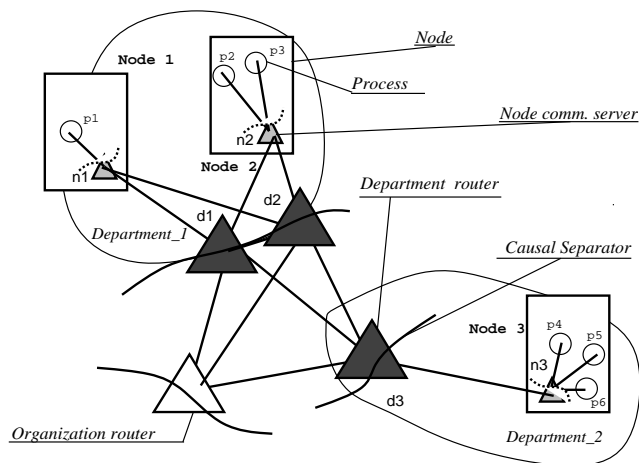 Node 1
p2
p3
Node
Process
p1
n2
Node comm. server
n1
Node 2
d2
Department router
d1
Department_1
Causal Separator
Node 3
p4
p5
n3
p6
d3
Organization router
Department_2